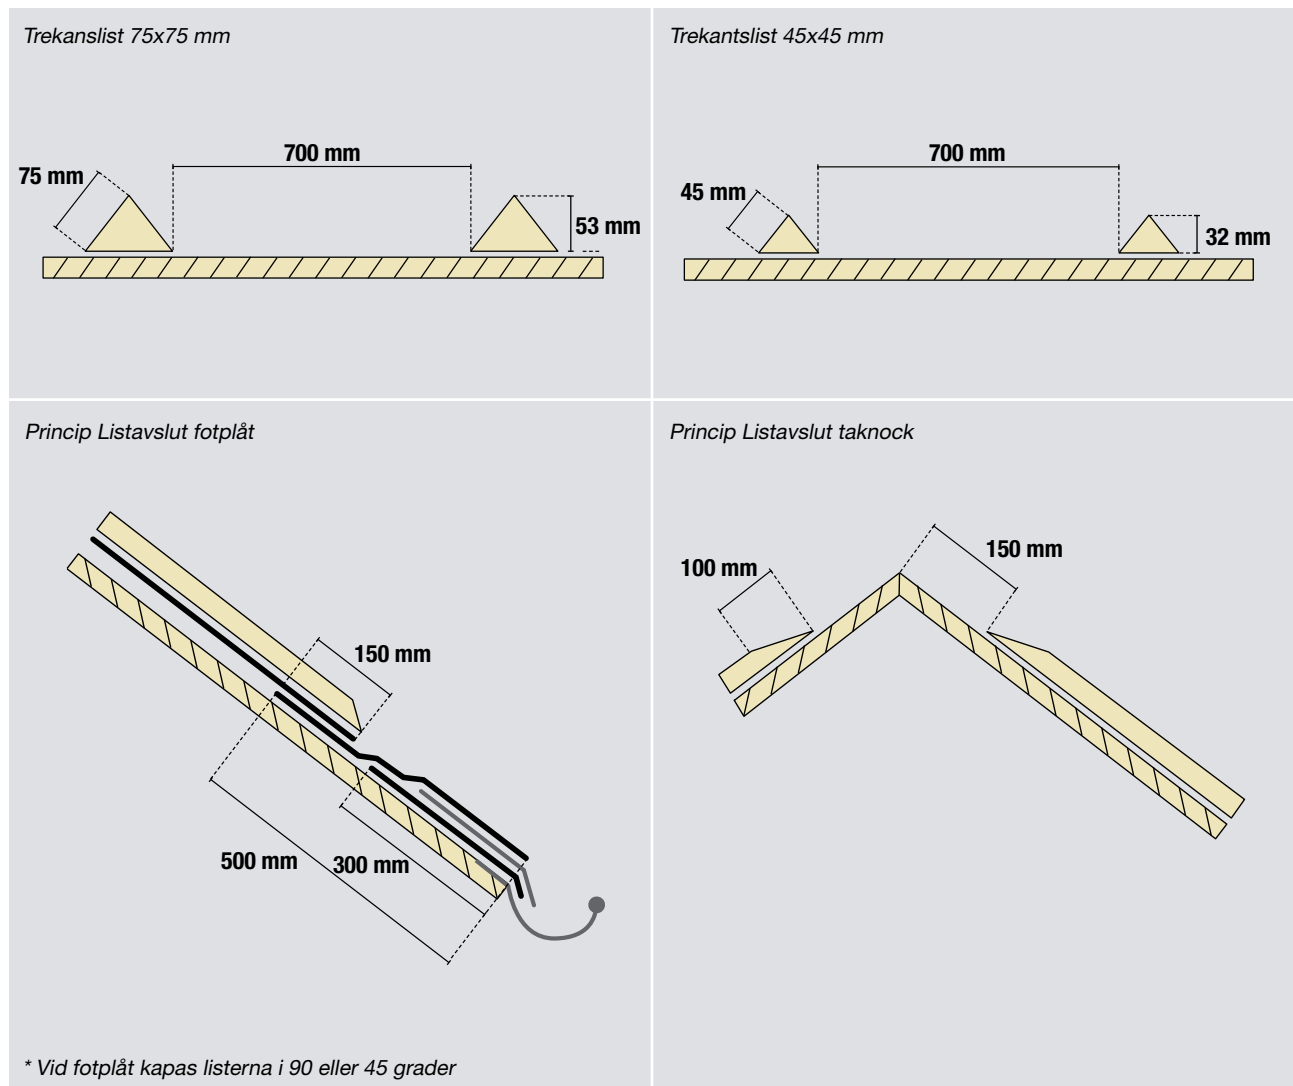 Trekanslist 75x75 mm
75 mm
700 mm
53 mm
Trekantslist 45x45 mm
45 mm
700 mm
32 mm
Princip Listavslut fotplåt
150 mm
500 mm
300 mm
* Vid fotplåt kapas listerna i 90 eller 45 grader
Princip Listavslut taknock
100 mm
150 mm